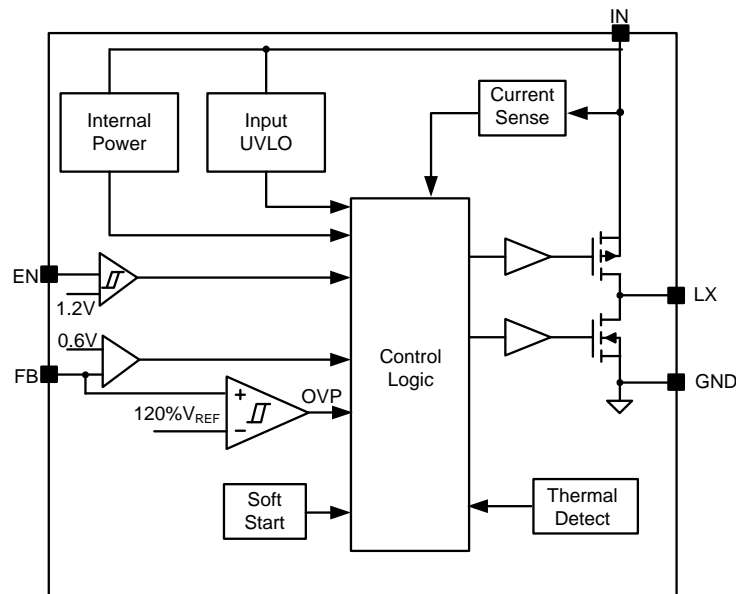 IN
Internal
Power
Input
UVLO
Current
Sense
EN
1.2V
LX
0.6V
FB
Control
Logic
GND
+
120%VREF
−
OVP
Soft
Start
Thermal
Detect